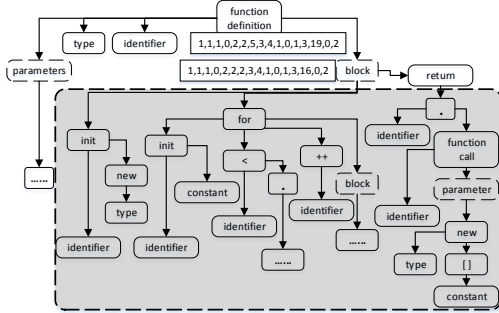 function
definition
type
identifier
1,1,1,0,2,2,5,3,4,1,0,1,3,19,0,2
parameters
1,1,1,0,2,2,2,3,4,1,0,1,3,16,0,2
block
return
for
.
init
init
<
++
identifier
function
call
new
constant
.
block
parameter
......
type
identifier
identifier
identifier
new
identifier
identifier
......
......
type
[ ]
constant